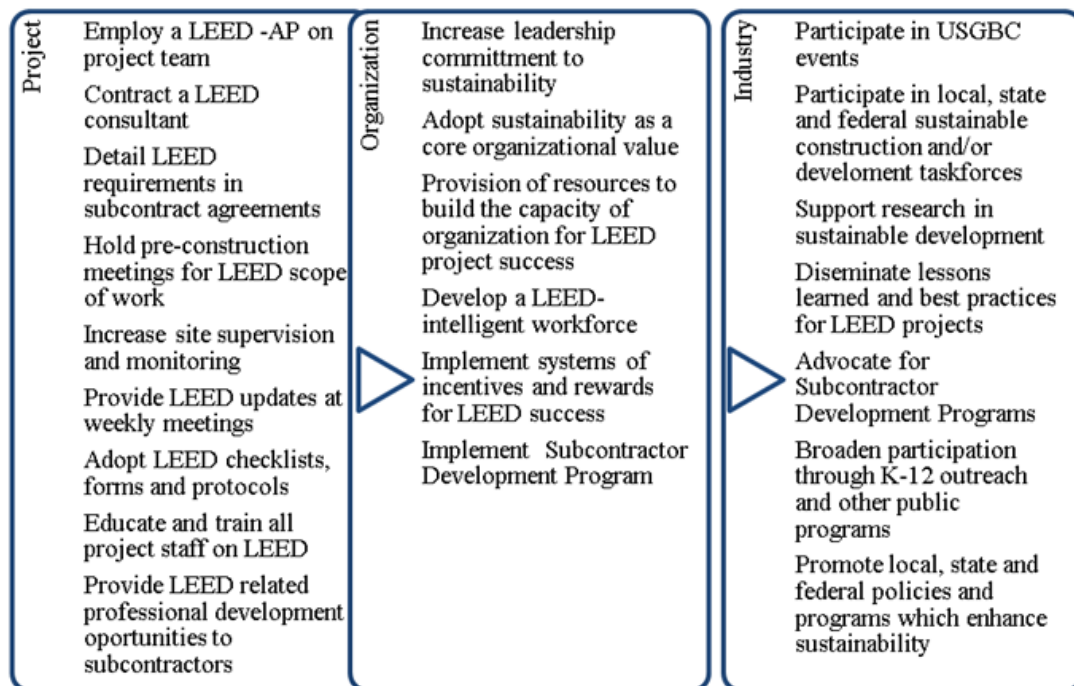 Project
Employ a LEED -AP on
project team
Contract a LEED
consultant
Detail LEED
requirements in
subcontract agreements
Hold pre-construction
meetings for LEED scope
of work
Increase site supervision
and monitoring
Provide LEED updates at
weekly meetings
Adopt LEED checklists,
forms and protocols
Educate and train all
project staff on LEED
Provide LEED related
professional development
oportunities to
subcontractors
Organization
Increase leadership
committment to
sustainability
Adopt sustainability as a
core organizational value
Provision of resources to
build the capacity of
organization for LEED
project success
Develop a LEED-
intelligent workforce
Implement systems of
incentives and rewards
for LEED success
Implement Subcontractor
Development Program
Industry
Participate in USGBC
events
Participate in local, state
and federal sustainable
construction and/or
develoment taskforces
Support research in
sustainable development
Diseminate lessons
learned and best practices
for LEED projects
Advocate for
Subcontractor
Development Programs
Broaden participation
through K-12 outreach
and other public
programs
Promote local, state and
federal policies and
programs which enhance
sustainability